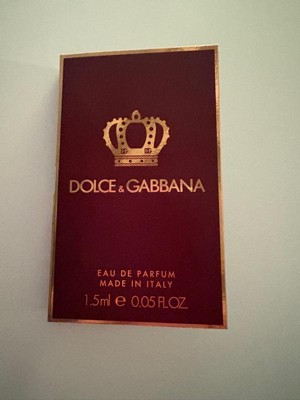 DOLCE & GABBANA
EAU DE PARFUM
MADE IN ITALY
1.5ml ℮ 0.05 FL.OZ.